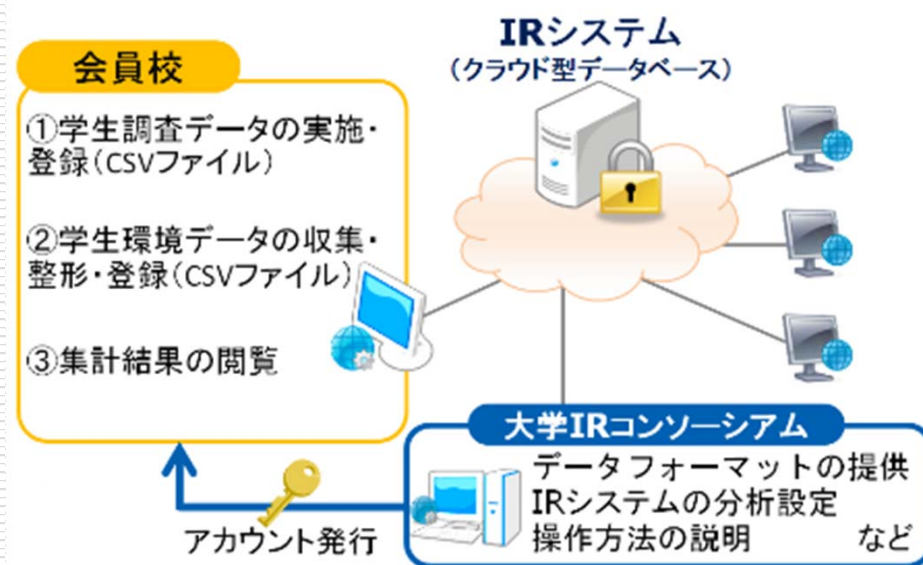 IRシステム
(クラウド型データベース)
会員校
①学生調査データの実施・
登録(CSVファイル)
②学生環境データの収集・
整形・登録(CSVファイル)
③集計結果の閲覧
大学IRコンソーシアム
データフォーマットの提供
IRシステムの分析設定
操作方法の説明 など
アカウント発行